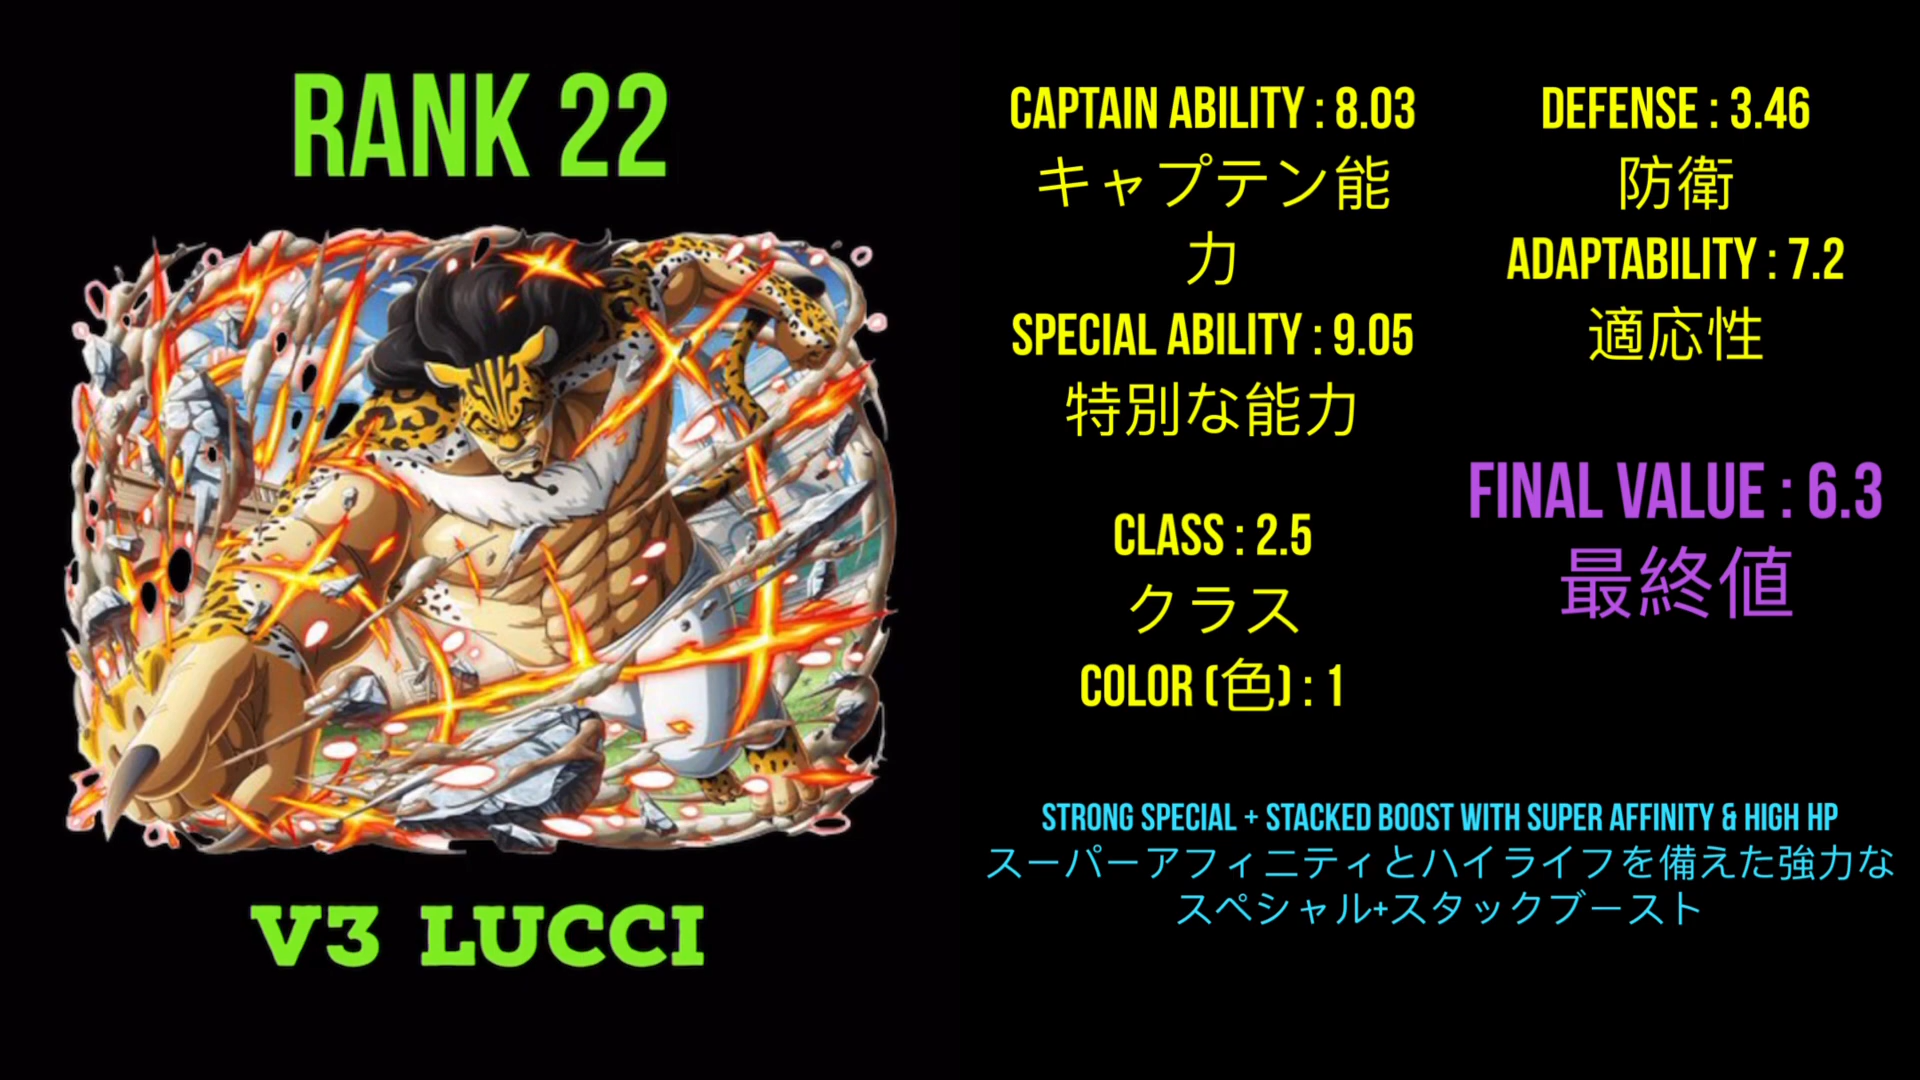 RANK 22
V3 LUCCI
CAPTAIN ABILITY : 8.03
キャプテン能
力
SPECIAL ABILITY : 9.05
特別な能力
CLASS : 2.5
クラス
COLOR (色) : 1
DEFENSE : 3.46
防衛
ADAPTABILITY : 7.2
適応性
FINAL VALUE : 6.3
最終値
STRONG SPECIAL + STACKED BOOST WITH SUPER AFFINITY & HIGH HP
スーパーアフィニティとハイライフを備えた強力な
スペシャル+スタックブースト